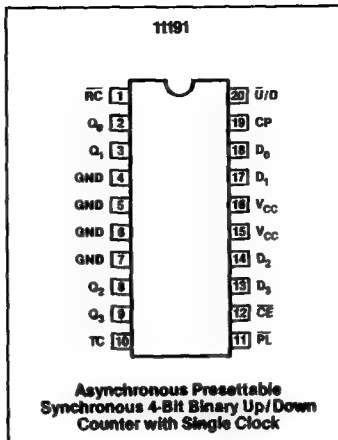 11191
RC 1 20 U/D
Q0 2 19 CP
Q1 3 18 D0
GND 4 17 D1
GND 5 16 VCC
GND 6 15 VCC
GND 7 14 D2
Q2 8 13 D3
Q3 9 12 CE
TC 10 11 PL
Asynchronous Presettable
Synchronous 4-Bit Binary Up/Down
Counter with Single Clock